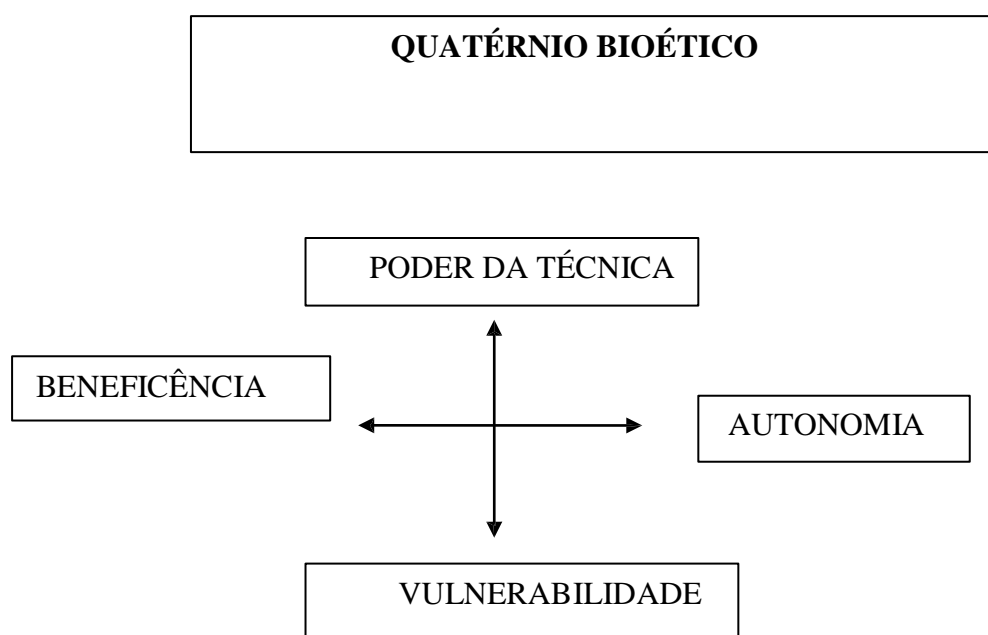 QUATÉRNIO BIOÉTICO
PODER DA TÉCNICA
BENEFICÊNCIA
AUTONOMIA
VULNERABILIDADE